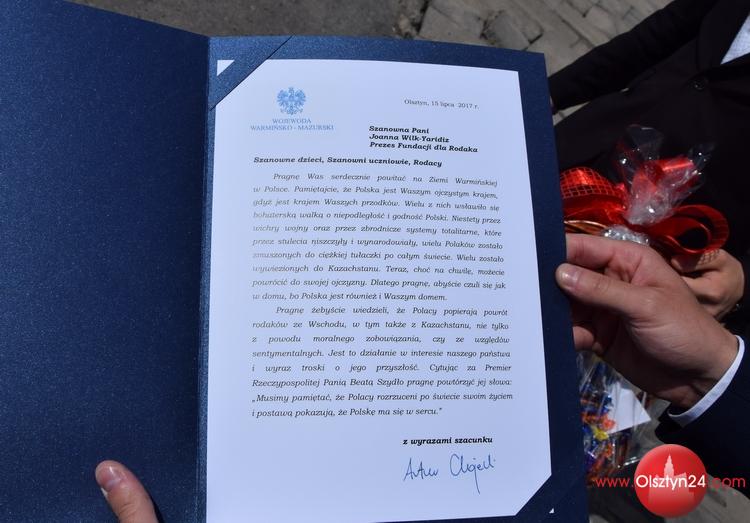 Olsztyn, 15 lipca 2017 r.
WOJEWODA
WARMIŃSKO - MAZURSKI
Szanowna Pani
Joanna Wilk-Yaridiz
Prezes Fundacji dla Rodaka
Szanowne dzieci, Szanowni uczniowie, Rodacy
Pragnę Was serdecznie powitać na Ziemi Warmińskiej
w Polsce. Pamiętajcie, że Polska jest Waszym ojczystym krajem,
gdyż jest krajem Waszych przodków. Wielu z nich wsławiło się
bohaterską walką o niepodległość i godność Polski. Niestety przez
wichry wojny oraz przez zbrodnicze systemy totalitarne, które
przez stulecia niszczyły i wynarodowiały, wielu Polaków zostało
zmuszonych do ciężkiej tułaczki po całym świecie. Wielu zostało
wywiezionych do Kazachstanu. Teraz, choć na chwilę, możecie
powrócić do swojej ojczyzny. Dlatego pragnę, abyście czuli się jak
w domu, bo Polska jest również i Waszym domem.
Pragnę żebyście wiedzieli, że Polacy popierają powrót
rodaków ze Wschodu, w tym także z Kazachstanu, nie tylko
z powodu moralnego zobowiązania, czy ze względów
sentymentalnych. Jest to działanie w interesie naszego państwa
i wyraz troski o jego przyszłość. Cytując za Premier
Rzeczypospolitej Panią Beatą Szydło pragnę powtórzyć jej słowa:
„Musimy pamiętać, że Polacy rozrzuceni po świecie swoim życiem
i postawą pokazują, że Polskę ma się w sercu."
z wyrazami szacunku
Artur
www.Olsztyn24.com